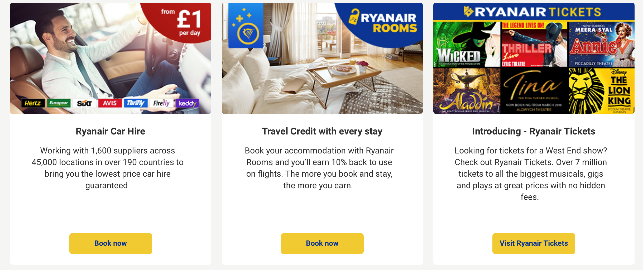 from
£1
per day
Hertz Europcar SIXT AVIS Thrifty Firefly keddy
Ryanair Car Hire
Working with 1,600 suppliers across
45,000 locations in over 190 countries to
bring you the lowest price car hire
guaranteed
Book now
RYANAIR
ROOMS
Travel Credit with every stay
Book your accommodation with Ryanair
Rooms and you'll earn 10% back to use
on flights. The more you book and stay,
the more you earn.
Book now
RYANAIR TICKETS
WICKED
THRILLER
LIVE
LYRIC THEATRE
MEERA SYAL
Annie
PICCADILLY THEATRE
Aladdin
Tina
THE
LION
KING
Introducing - Ryanair Tickets
Looking for tickets for a West End show?
Check out Ryanair Tickets. Over 7 million
tickets to all the biggest musicals, gigs
and plays at great prices with no hidden
fees.
Visit Ryanair Tickets